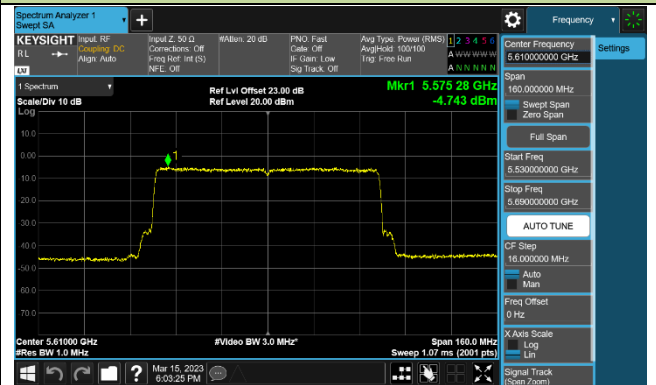 Spectrum Analyzer 1
Swept SA
+
Frequency
KEYSIGHT
RL
LXI
Input: RF
Coupling: DC
Align: Auto
Input Z: 50 Ω
Corrections: Off
Freq Ref: Int (S)
NFE: Off
#Atten: 20 dB
PNO: Fast
Gate: Off
IF Gain: Low
Sig Track: Off
Avg Type: Power (RMS)
Avg|Hold: 100/100
Trig: Free Run
1 2 3 4 5 6
A W W W W W
A N N N N N
1 Spectrum
Scale/Div 10 dB
Log
Ref Lvl Offset 23.00 dB
Ref Level 20.00 dBm
Mkr1 5.575 28 GHz
-4.743 dBm
10.0
0.00
-10.0
-20.0
-30.0
-40.0
-50.0
-60.0
-70.0
1
Center 5.61000 GHz
#Res BW 1.0 MHz
#Video BW 3.0 MHz*
Span 160.0 MHz
Sweep 1.07 ms (2001 pts)
Mar 15, 2023
6:03:25 PM
Center Frequency
5.610000000 GHz
Settings
Span
160.000000 MHz
Swept Span
Zero Span
Full Span
Start Freq
5.530000000 GHz
Stop Freq
5.690000000 GHz
AUTO TUNE
CF Step
16.000000 MHz
Auto
Man
Freq Offset
0 Hz
X Axis Scale
Log
Lin
Signal Track
(Span Zoom)